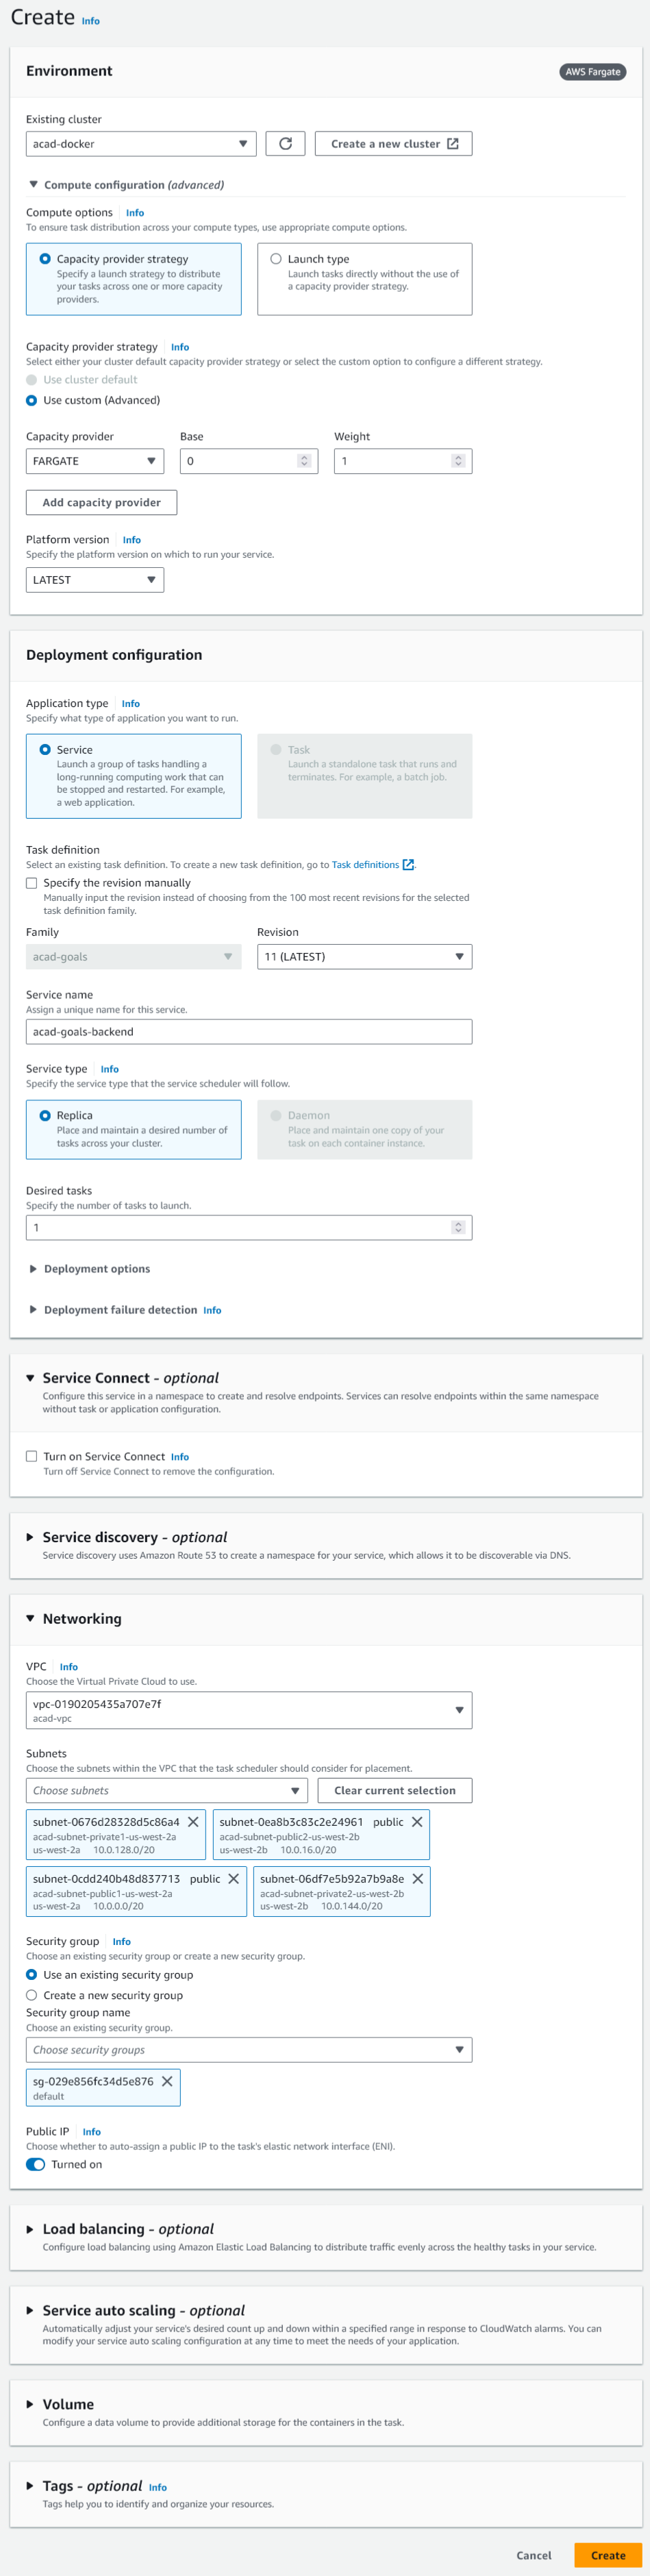 Create Info
Environment
AWS Fargate
Existing cluster
acad-docker
Create a new cluster
Compute configuration (advanced)
Compute options Info
To ensure task distribution across your compute types, use appropriate compute options.
Capacity provider strategy
Specify a launch strategy to distribute
your tasks across one or more capacity
providers.
Launch type
Launch tasks directly without the use of
a capacity provider strategy.
Capacity provider strategy Info
Select either your cluster default capacity provider strategy or select the custom option to configure a different strategy.
Use cluster default
Use custom (Advanced)
Capacity provider Base Weight
FARGATE 0 1
Add capacity provider
Platform version Info
Specify the platform version on which to run your service.
LATEST
Deployment configuration
Application type Info
Specify what type of application you want to run.
Service
Launch a group of tasks handling a
long-running computing work that can
be stopped and restarted. For example,
a web application.
Task
Launch a standalone task that runs and
terminates. For example, a batch job.
Task definition
Select an existing task definition. To create a new task definition, go to Task definitions .
Specify the revision manually
Manually input the revision instead of choosing from the 100 most recent revisions for the selected
task definition family.
Family Revision
acad-goals 11 (LATEST)
Service name
Assign a unique name for this service.
acad-goals-backend
Service type Info
Specify the service type that the service scheduler will follow.
Replica
Place and maintain a desired number of
tasks across your cluster.
Daemon
Place and maintain one copy of your
task on each container instance.
Desired tasks
Specify the number of tasks to launch.
1
Deployment options
Deployment failure detection Info
Service Connect - optional
Configure this service in a namespace to create and resolve endpoints. Services can resolve endpoints within the same namespace
without task or application configuration.
Turn on Service Connect Info
Turn off Service Connect to remove the configuration.
Service discovery - optional
Service discovery uses Amazon Route 53 to create a namespace for your service, which allows it to be discoverable via DNS.
Networking
VPC Info
Choose the Virtual Private Cloud to use.
vpc-0190205435a707e7f
acad-vpc
Subnets
Choose the subnets within the VPC that the task scheduler should consider for placement.
Choose subnets
Clear current selection
subnet-0676d28328d5c86a4
acad-subnet-private1-us-west-2a
us-west-2a 10.0.128.0/20
subnet-0ea8b3c83c2e24961 public
acad-subnet-public2-us-west-2b
us-west-2b 10.0.16.0/20
subnet-0cdd240b48d837713 public
acad-subnet-public1-us-west-2a
us-west-2a 10.0.0.0/20
subnet-06df7e5b92a7b9a8e
acad-subnet-private2-us-west-2b
us-west-2b 10.0.144.0/20
Security group Info
Choose an existing security group or create a new security group.
Use an existing security group
Create a new security group
Security group name
Choose an existing security group.
Choose security groups
sg-029e856fc34d5e876
default
Public IP Info
Choose whether to auto-assign a public IP to the task's elastic network interface (ENI).
Turned on
Load balancing - optional
Configure load balancing using Amazon Elastic Load Balancing to distribute traffic evenly across the healthy tasks in your service.
Service auto scaling - optional
Automatically adjust your service's desired count up and down within a specified range in response to CloudWatch alarms. You can
modify your service auto scaling configuration at any time to meet the needs of your application.
Volume
Configure a data volume to provide additional storage for the containers in the task.
Tags - optional Info
Tags help you to identify and organize your resources.
Cancel Create